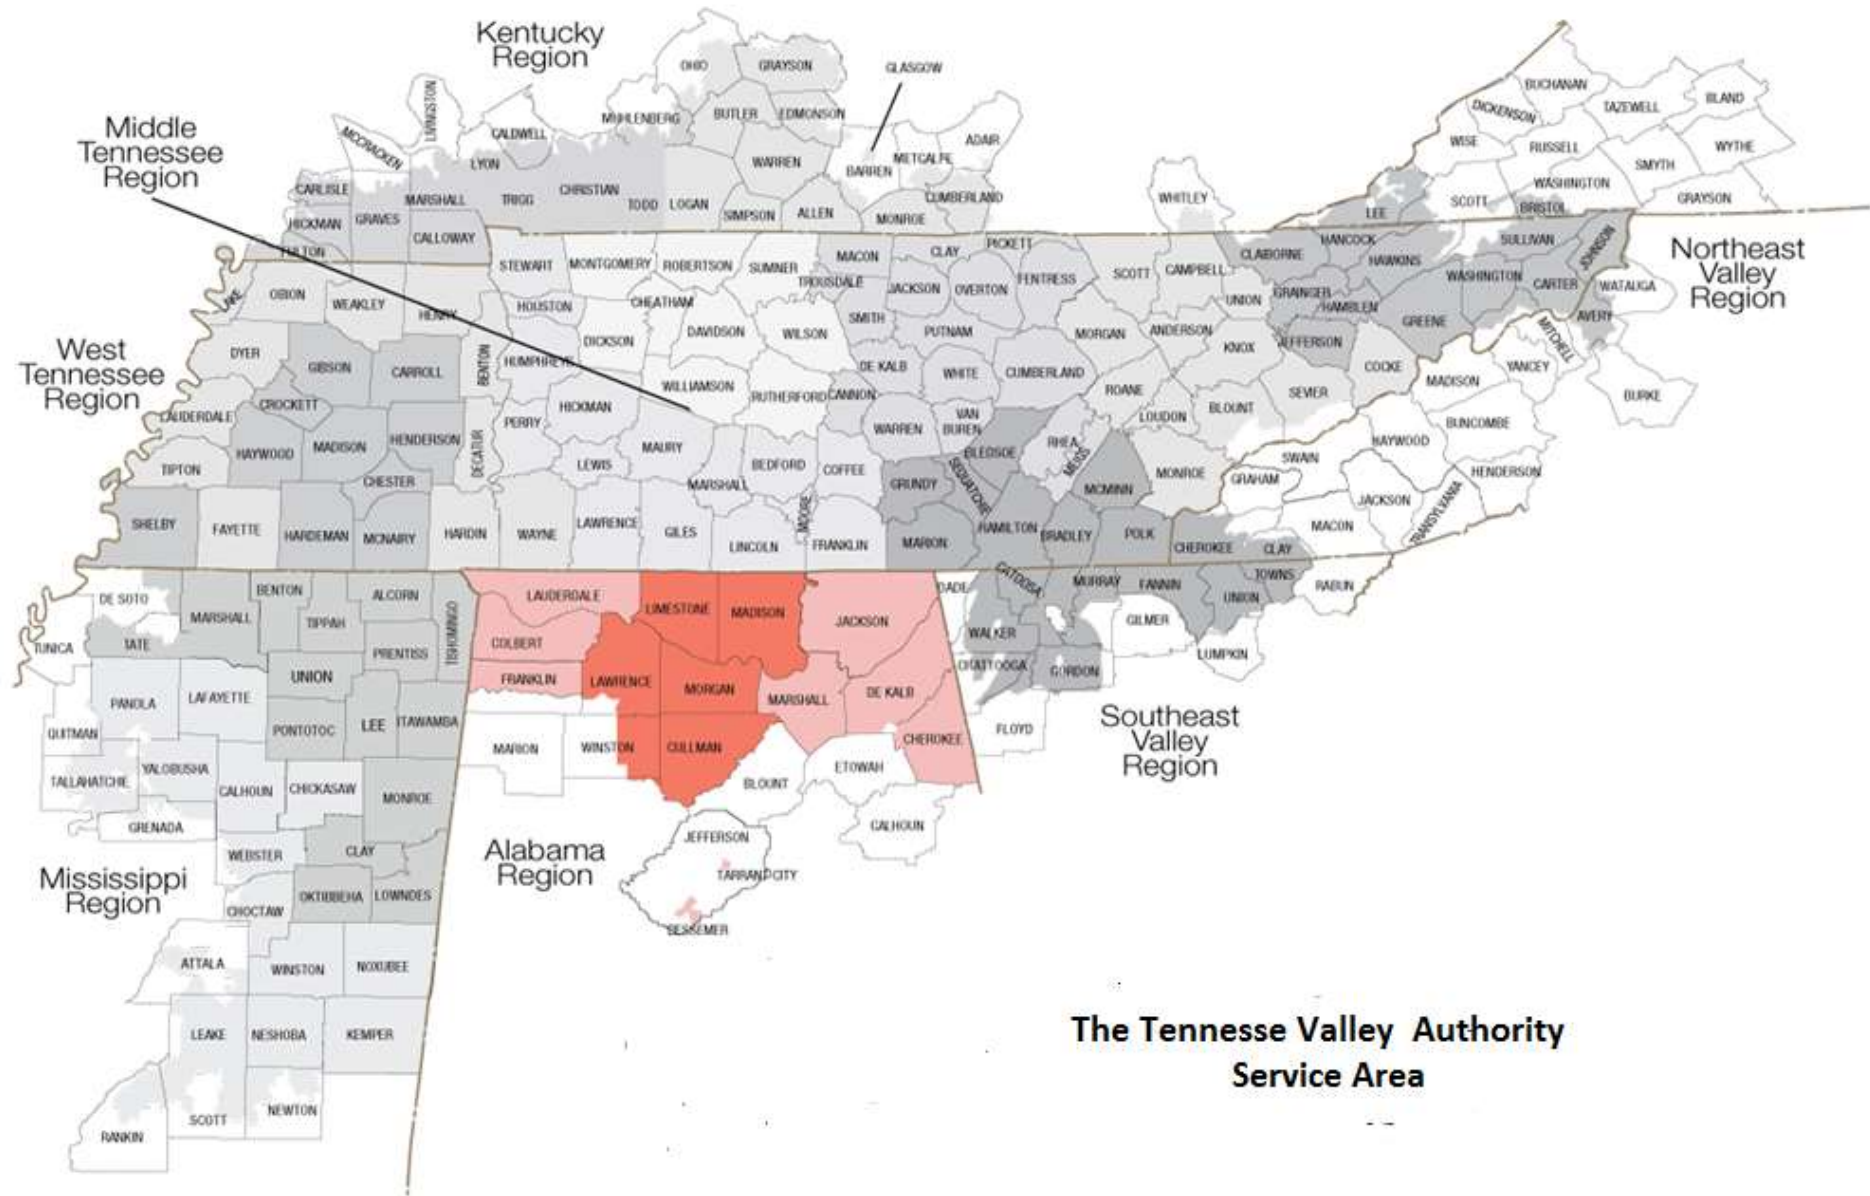 Kentucky
Region
OHIO
GRAYSON
GLASGOW
BUCHANAN
LIVINGSTON
MUHLENBERG
BUTLER
EDMONSON
DICKENSON
TAZEWELL
BLAND
Middle
Tennessee
Region
MCCRACKEN
CALDWELL
ADAIR
WISE
RUSSELL
WYTHE
LYON
WARREN
BARREN
METCALFE
SMYTH
CARLISLE
MARSHALL
TRIGG
CHRISTIAN
TODD
LOGAN
SIMPSON
ALLEN
MONROE
CUMBERLAND
WHITLEY
LEE
SCOTT
WASHINGTON
BRISTOL
GRAYSON
HICKMAN
GRAVES
CALLOWAY
FULTON
Northeast
Valley
Region
STEWART
MONTGOMERY
ROBERTSON
SUMNER
MACON
TROUSDALE
CLAY
PICKETT
FENTRESS
SCOTT
CAMPBELL
CLAIBORNE
HANCOCK
HAWKINS
SULLIVAN
JOHNSON
LAKE
OBION
WEAKLEY
HENRY
HOUSTON
CHEATHAM
JACKSON
OVERTON
UNION
GRAINGER
HAMBLEN
WASHINGTON
CARTER
WATAUGA
GREENE
AVERY
West
Tennessee
Region
DYER
GIBSON
CARROLL
BENTON
HUMPHREYS
DICKSON
DAVIDSON
WILSON
SMITH
PUTNAM
MORGAN
ANDERSON
KNOX
JEFFERSON
COCKE
MITCHELL
YANCEY
MADISON
BURKE
LAUDERDALE
CROCKETT
HICKMAN
WILLIAMSON
RUTHERFORD
CANNON
DE KALB
WHITE
CUMBERLAND
ROANE
LOUDON
BLOUNT
SEVIER
TIPTON
HAYWOOD
MADISON
HENDERSON
DECATUR
PERRY
LEWIS
MAURY
BEDFORD
COFFEE
WARREN
VAN
BUREN
BLEDSOE
RHEA
MEIGS
MONROE
SWAIN
HAYWOOD
BUNCOMBE
CHESTER
MARSHALL
MOORE
GRUNDY
SEQUATCHIE
MCMINN
GRAHAM
JACKSON
HENDERSON
TRANSYLVANIA
SHELBY
FAYETTE
HARDEMAN
MCNAIRY
HARDIN
WAYNE
LAWRENCE
GILES
LINCOLN
FRANKLIN
MARION
HAMILTON
BRADLEY
POLK
CHEROKEE
CLAY
MACON
DE SOTO
MARSHALL
BENTON
TIPPAH
ALCORN
TISHOMINGO
LAUDERDALE
LIMESTONE
MADISON
JACKSON
DADE
CATOOSA
MURRAY
FANNIN
UNION
TOWNS
RABUN
TUNICA
TATE
PRENTISS
COLBERT
WALKER
GILMER
LUMPKIN
PANOLA
LAFAYETTE
UNION
FRANKLIN
LAWRENCE
MORGAN
MARSHALL
DE KALB
CHATTOOGA
GORDON
QUITMAN
PONTOTOC
LEE
ITAWAMBA
MARION
WINSTON
CULLMAN
CHEROKEE
FLOYD
Southeast
Valley
Region
TALLAHATCHIE
YALOBUSHA
CALHOUN
CHICKASAW
MONROE
BLOUNT
ETOWAH
GRENADA
WEBSTER
CLAY
JEFFERSON
CALHOUN
Alabama
Region
TARRANT CITY
BESSEMER
Mississippi
Region
CHOCTAW
OKTIBBEHA
LOWNDES
ATTALA
WINSTON
NOXUBEE
LEAKE
NESHOBA
KEMPER
RANKIN
SCOTT
NEWTON
The Tennesse Valley Authority
Service Area